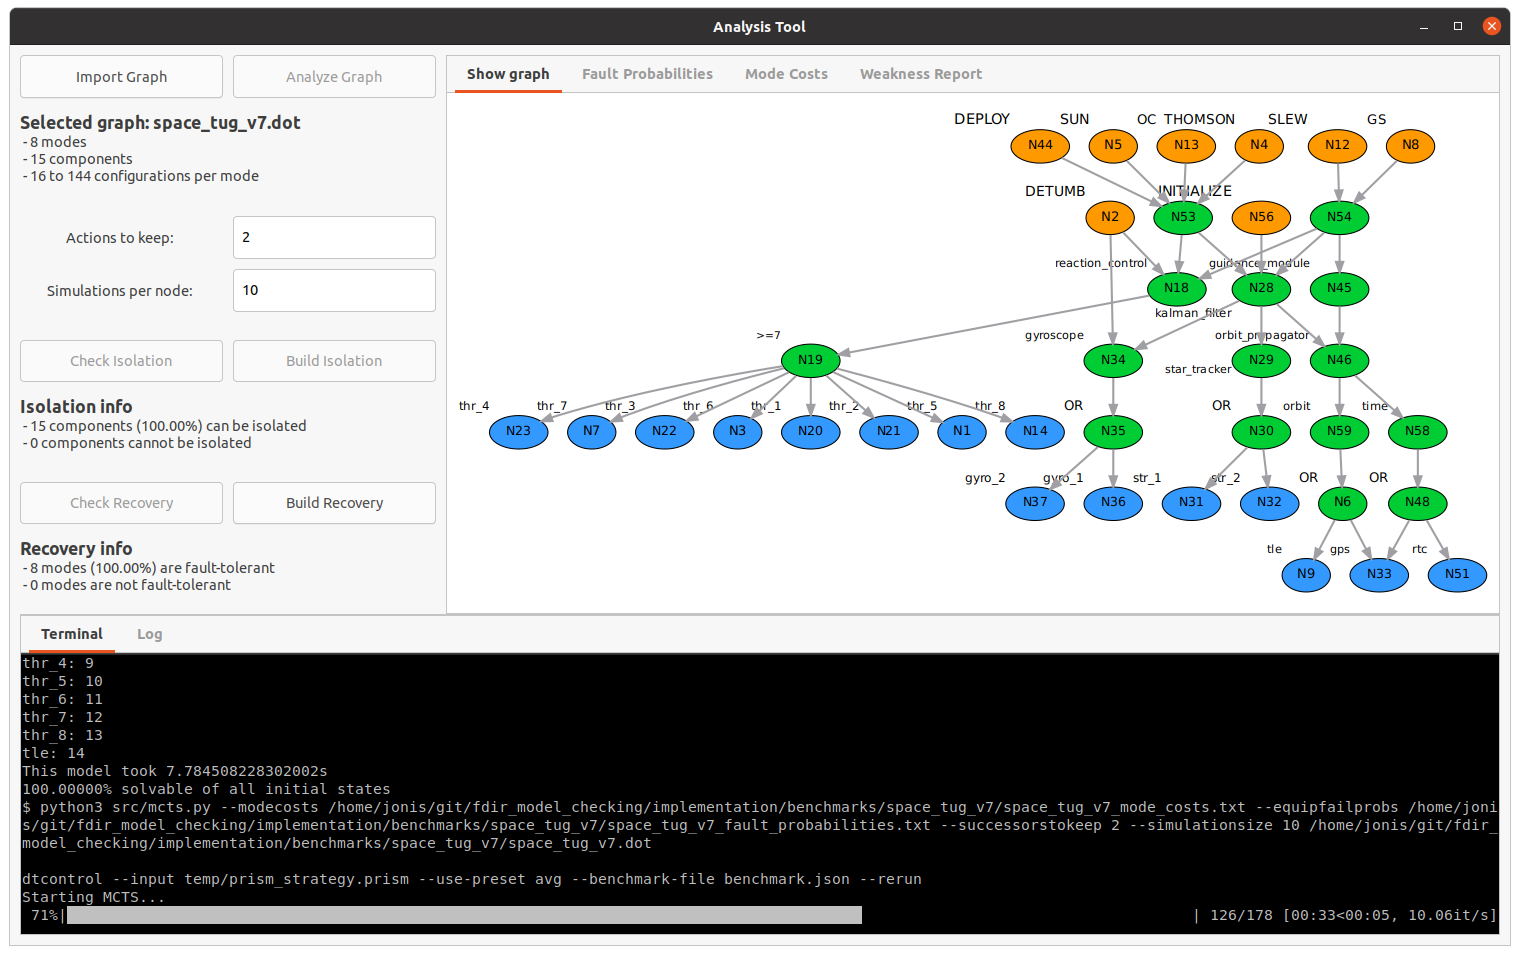 Analysis Tool
Import Graph
Analyze Graph
Selected graph: space_tug_v7.dot
- 8 modes
- 15 components
- 16 to 144 configurations per mode
Actions to keep:
2
Simulations per node:
10
Check Isolation
Build Isolation
Isolation info
- 15 components (100.00%) can be isolated
- 0 components cannot be isolated
Check Recovery
Build Recovery
Recovery info
- 8 modes (100.00%) are fault-tolerant
- 0 modes are not fault-tolerant
Show graph
Fault Probabilities
Mode Costs
Weakness Report
DEPLOY SUN OC THOMSON SLEW GS
N44 N5 N13 N4 N12 N8
DETUMB INITIALIZE
N2 N53 N56 N54
reaction_control guidance_module
N18 N28 N45
kalman_filter
>=7 gyroscope orbit_propagator
N19 N34 N29 N46
star_tracker
thr_4 thr_7 thr_3 thr_6 thr_1 thr_2 thr_5 thr_8 OR OR orbit time
N23 N7 N22 N3 N20 N21 N1 N14 N35 N30 N59 N58
gyro_2 gyro_1 str_1 str_2 OR OR
N37 N36 N31 N32 N6 N48
tle gps rtc
N9 N33 N51
Terminal
Log
thr_4: 9
thr_5: 10
thr_6: 11
thr_7: 12
thr_8: 13
tle: 14
This model took 7.784508228302002s
100.00000% solvable of all initial states
$ python3 src/mcts.py --modecosts /home/jonis/git/fdir_model_checking/implementation/benchmarks/space_tug_v7/space_tug_v7_mode_costs.txt --equipfailprobs /home/joni
s/git/fdir_model_checking/implementation/benchmarks/space_tug_v7/space_tug_v7_fault_probabilities.txt --successorstokeep 2 --simulationsize 10 /home/jonis/git/fdir_
model_checking/implementation/benchmarks/space_tug_v7/space_tug_v7.dot
dtcontrol --input temp/prism_strategy.prism --use-preset avg --benchmark-file benchmark.json --rerun
Starting MCTS...
71%| | 126/178 [00:33<00:05, 10.06it/s]